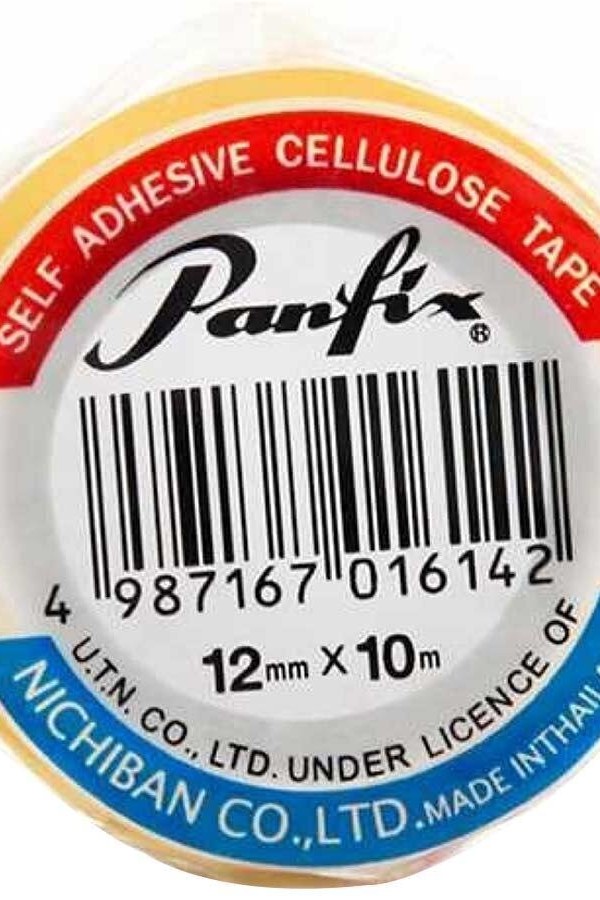 SELF ADHESIVE CELLULOSE TAPE
Panfix®
4 987167 016142
12mm X 10m
U.T.N. CO., LTD. UNDER LICENCE OF
NICHIBAN CO.,LTD. MADE IN